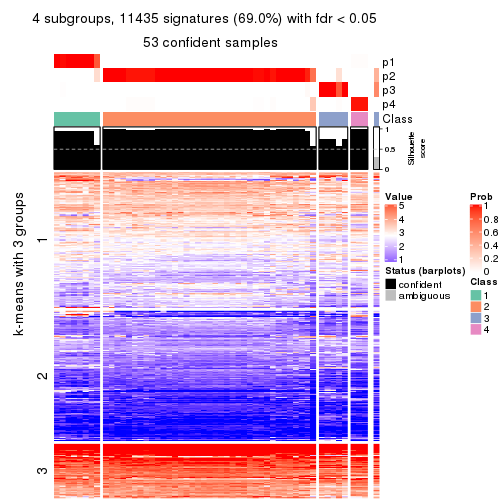 4 subgroups, 11435 signatures (69.0%) with fdr < 0.05
53 confident samples
p1
p2
p3
p4
Class
1
0.5
0
Silhouette
score
k-means with 3 groups
1
2
3
Value
5
4
3
2
1
Status (barplots)
confident
ambiguous
Prob
1
0.8
0.6
0.4
0.2
0
Class
1
2
3
4